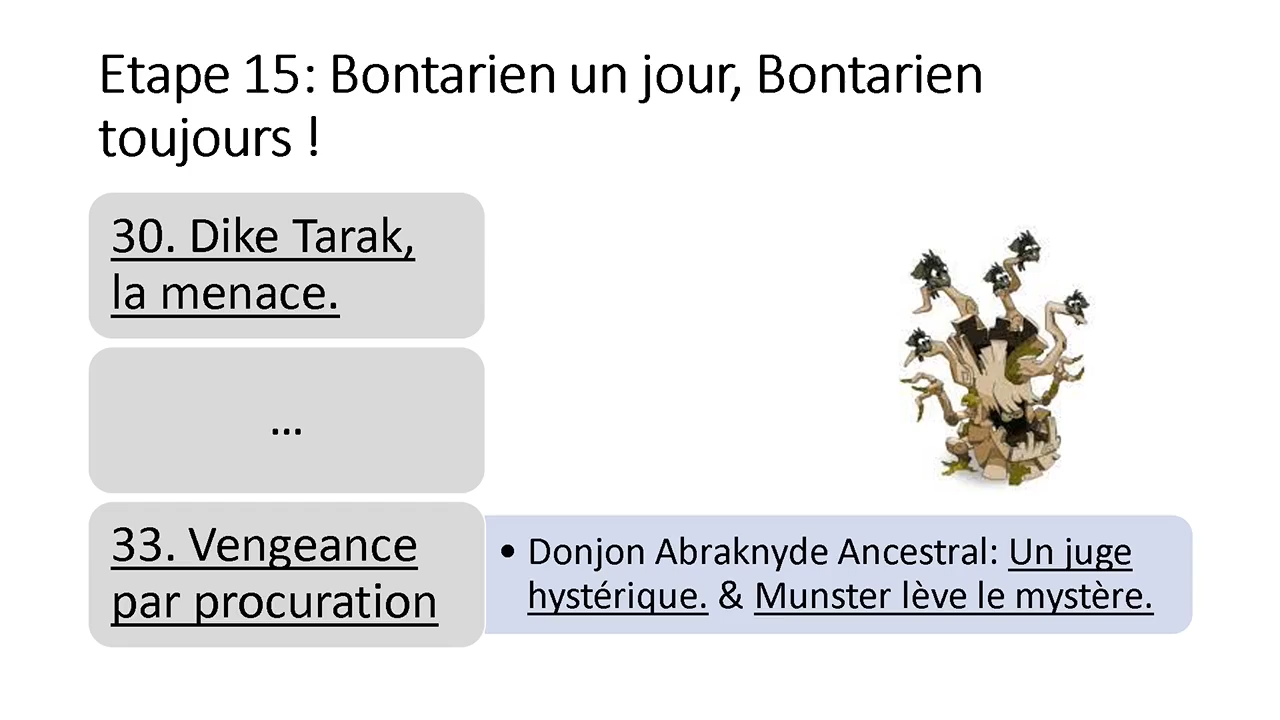 Etape 15: Bontarien un jour, Bontarien
toujours !
30. Dike Tarak,
la menace.
...
33. Vengeance
par procuration
• Donjon Abraknyde Ancestral: Un juge
hystérique. & Munster lève le mystère.